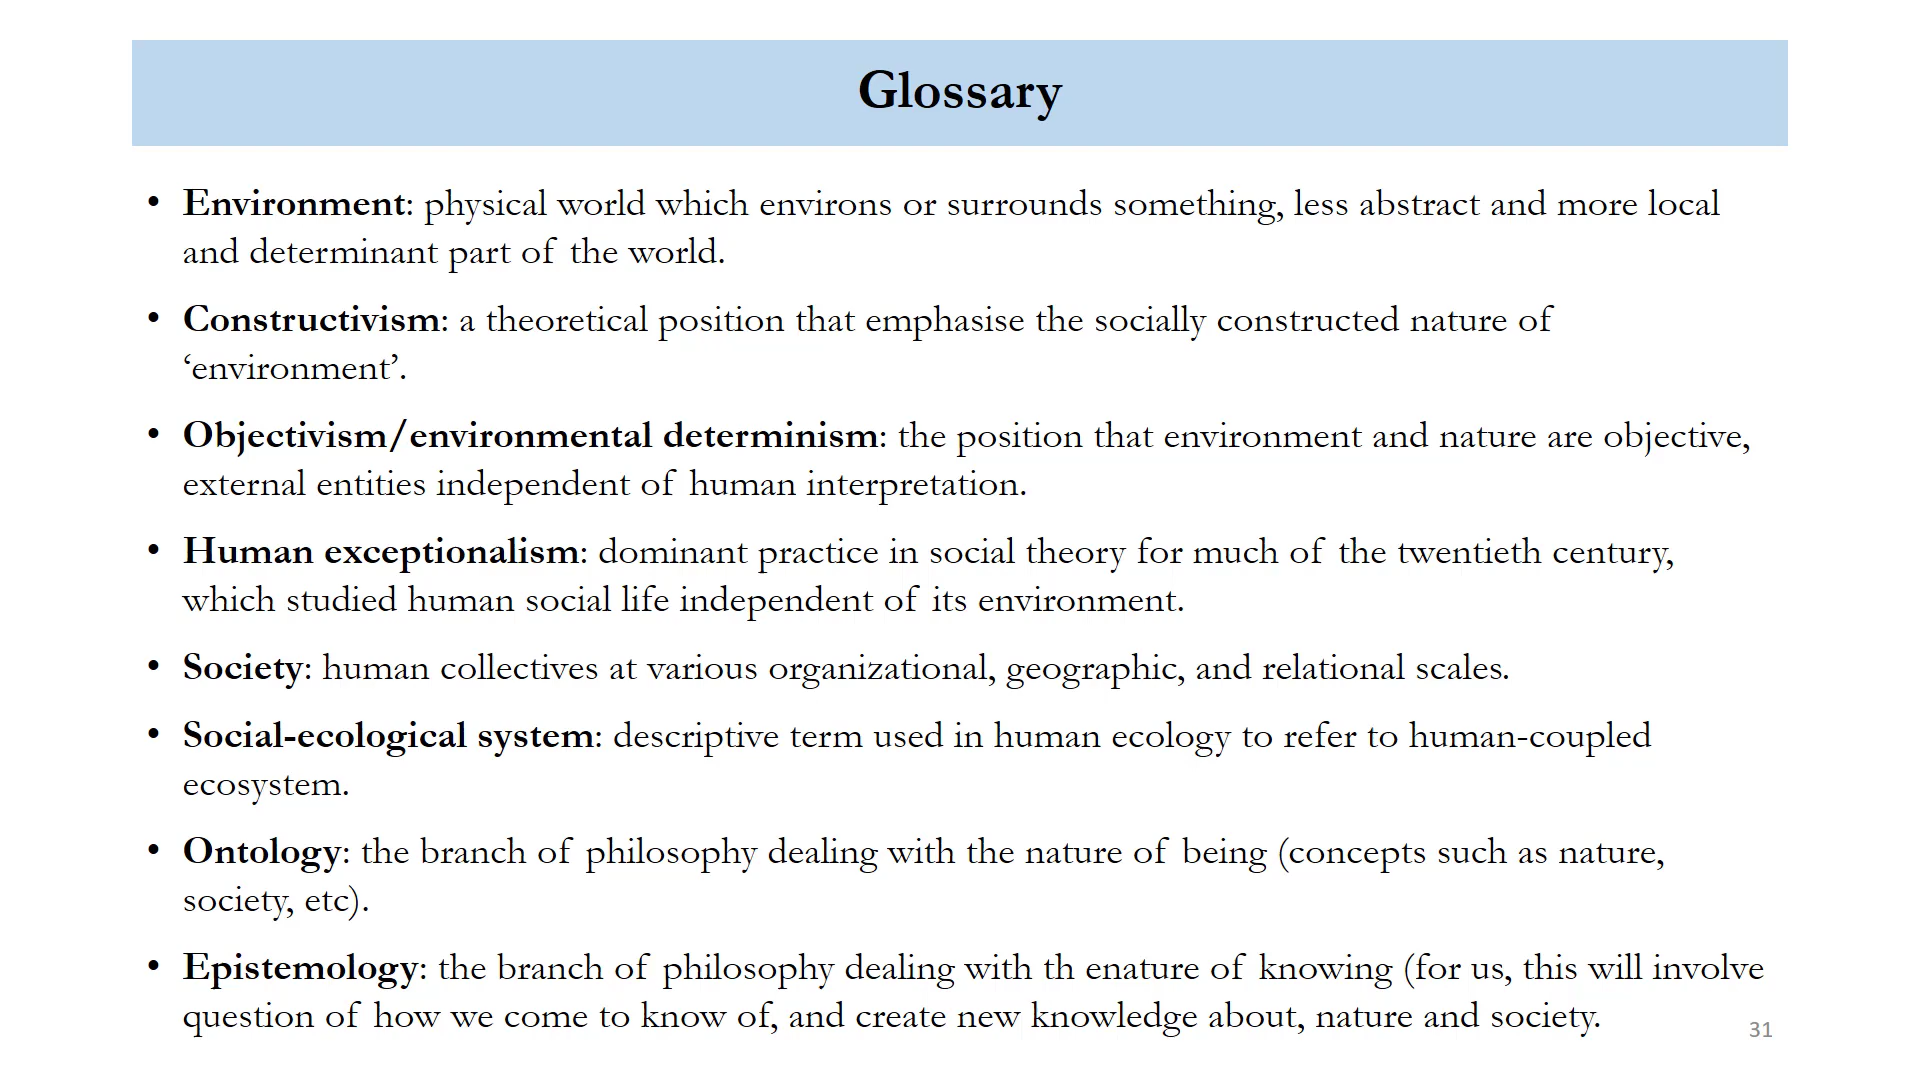 Glossary
• Environment: physical world which environs or surrounds something, less abstract and more local
and determinant part of the world.
• Constructivism: a theoretical position that emphasise the socially constructed nature of
‘environment’.
• Objectivism/environmental determinism: the position that environment and nature are objective,
external entities independent of human interpretation.
• Human exceptionalism: dominant practice in social theory for much of the twentieth century,
which studied human social life independent of its environment.
• Society: human collectives at various organizational, geographic, and relational scales.
• Social-ecological system: descriptive term used in human ecology to refer to human-coupled
ecosystem.
• Ontology: the branch of philosophy dealing with the nature of being (concepts such as nature,
society, etc).
• Epistemology: the branch of philosophy dealing with th enature of knowing (for us, this will involve
question of how we come to know of, and create new knowledge about, nature and society.
31